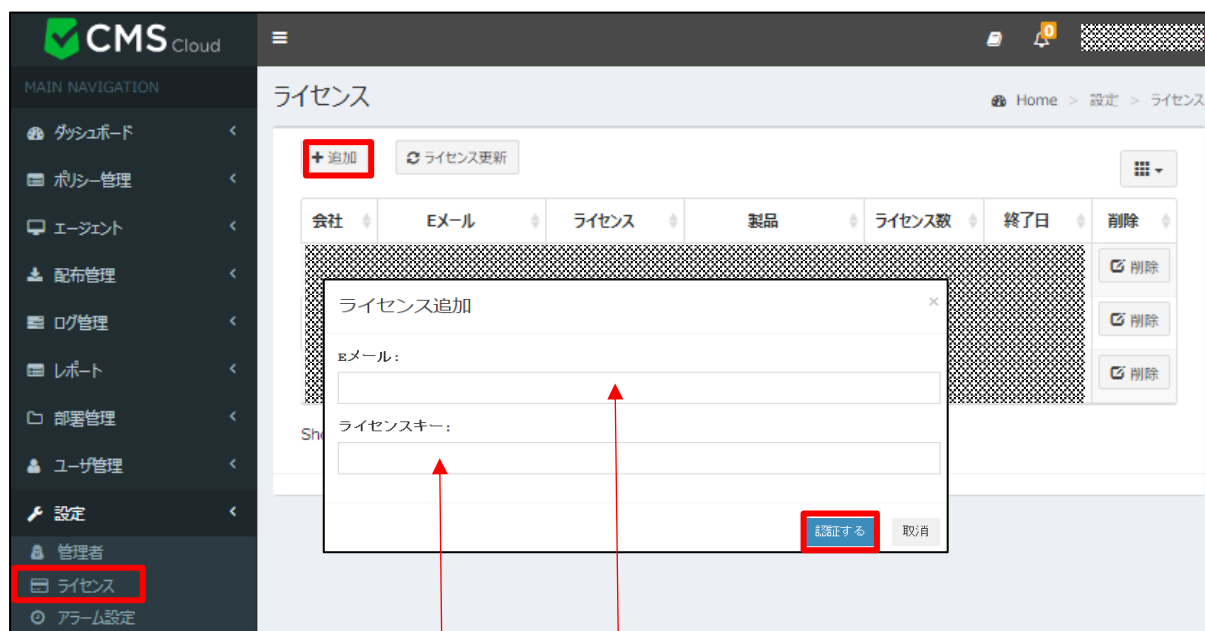 CMS Cloud
0
MAIN NAVIGATION
ライセンス
Home > 設定 > ライセンス
ダッシュボード
ポリシー管理
エージェント
配布管理
ログ管理
レポート
部署管理
ユーザ管理
設定
管理者
ライセンス
アラーム設定
+ 追加
ライセンス更新
会社 Eメール ライセンス 製品 ライセンス数 終了日 削除
削除
削除
削除
Sho
ライセンス追加 ×
Eメール:
ライセンスキー:
認証する 取消